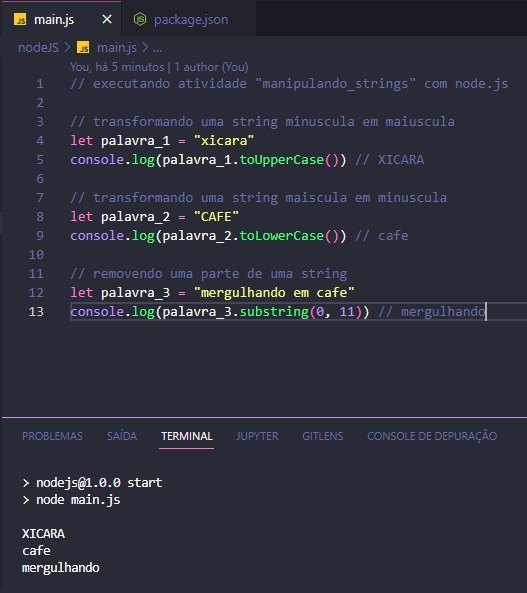 JS main.js × package.json
nodeJS > JS main.js > ...
You, há 5 minutos | 1 author (You)
1 // executando atividade "manipulando_strings" com node.js
2
3 // transformando uma string minuscula em maiuscula
4 let palavra_1 = "xicara"
5 console.log(palavra_1.toUpperCase()) // XICARA
6
7 // transformando uma string maiscula em minuscula
8 let palavra_2 = "CAFE"
9 console.log(palavra_2.toLowerCase()) // cafe
10
11 // removendo uma parte de uma string
12 let palavra_3 = "mergulhando em cafe"
13 console.log(palavra_3.substring(0, 11)) // mergulhando
PROBLEMAS SAÍDA TERMINAL JUPYTER GITLENS CONSOLE DE DEPURAÇÃO
> nodejs@1.0.0 start
> node main.js
XICARA
cafe
mergulhando